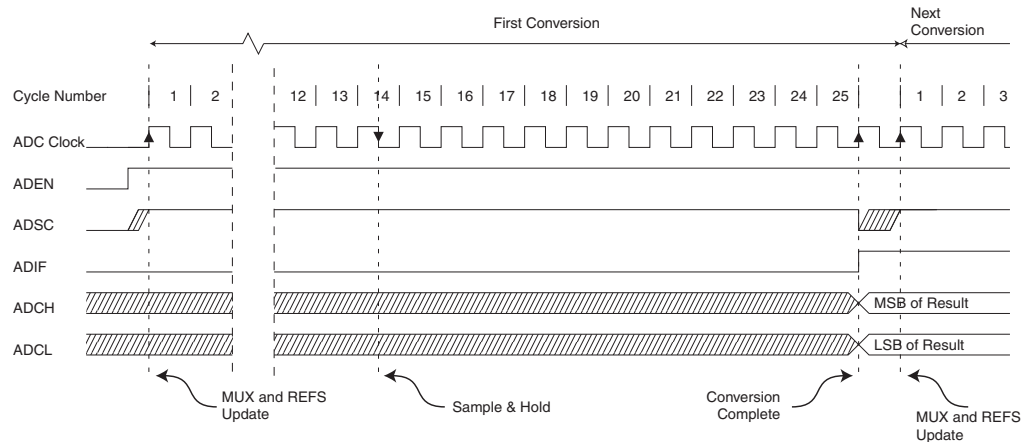 First Conversion
Next
Conversion
Cycle Number 1 2 12 13 14 15 16 17 18 19 20 21 22 23 24 25 1 2 3
ADC Clock
ADEN
ADSC
ADIF
ADCH MSB of Result
ADCL LSB of Result
MUX and REFS
Update
Sample & Hold
Conversion
Complete
MUX and REFS
Update